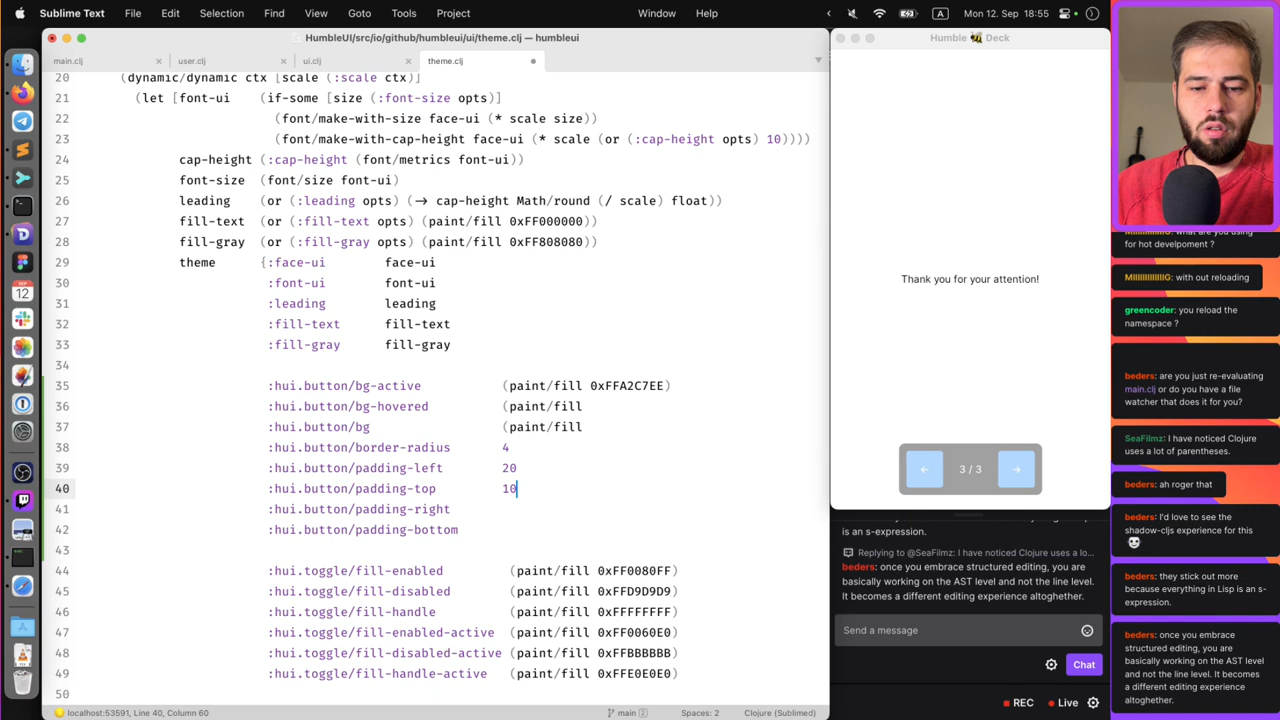 Sublime Text File Edit Selection Find View Goto Tools Project Window Help A Mon 12. Sep 18:55
HumbleUI/src/io/github/humbleui/ui/theme.clj — humbleui
main.clj user.clj ui.clj theme.clj
20 (dynamic/dynamic ctx [scale (:scale ctx)]
21 (let [font-ui (if-some [size (:font-size opts)]
22 (font/make-with-size face-ui (* scale size))
23 (font/make-with-cap-height face-ui (* scale (or (:cap-height opts) 10))))
24 cap-height (:cap-height (font/metrics font-ui))
25 font-size (font/size font-ui)
26 leading (or (:leading opts) (-> cap-height Math/round (/ scale) float))
27 fill-text (or (:fill-text opts) (paint/fill 0xFF000000))
28 fill-gray (or (:fill-gray opts) (paint/fill 0xFF808080))
29 theme {:face-ui face-ui
30 :font-ui font-ui
31 :leading leading
32 :fill-text fill-text
33 :fill-gray fill-gray
34
35 :hui.button/bg-active (paint/fill 0xFFA2C7EE)
36 :hui.button/bg-hovered (paint/fill
37 :hui.button/bg (paint/fill
38 :hui.button/border-radius 4
39 :hui.button/padding-left 20
40 :hui.button/padding-top 10
41 :hui.button/padding-right
42 :hui.button/padding-bottom
43
44 :hui.toggle/fill-enabled (paint/fill 0xFF0080FF)
45 :hui.toggle/fill-disabled (paint/fill 0xFFD9D9D9)
46 :hui.toggle/fill-handle (paint/fill 0xFFFFFFFF)
47 :hui.toggle/fill-enabled-active (paint/fill 0xFF0060E0)
48 :hui.toggle/fill-disabled-active (paint/fill 0xFFBBBBBB)
49 :hui.toggle/fill-handle-active (paint/fill 0xFFE0E0E0)
50
localhost:53591, Line 40, Column 60 main 2 Spaces: 2 Clojure (Sublimed)
SEP
12
Humble 🐝 Deck
Thank you for your attention!
← 3 / 3 →
is an s-expression.
Replying to @SeaFilmz: I have noticed Clojure uses a lo...
beders: once you embrace structured editing, you are
basically working on the AST level and not the line level.
It becomes a different editing experience altoghether.
Send a message
Chat
REC Live
for hot develpoment ?
with out reloading
greencoder: you reload the
namespace ?
beders: are you just re-evaluating
main.clj or do you have a file
watcher that does it for you?
SeaFilmz: I have noticed Clojure
uses a lot of parentheses.
beders: ah roger that
beders: I'd love to see the
shadow-cljs experience for this
beders: they stick out more
because everything in Lisp is an s-
expression.
beders: once you embrace
structured editing, you are
basically working on the AST level
and not the line level. It becomes
a different editing experience
altoghether.